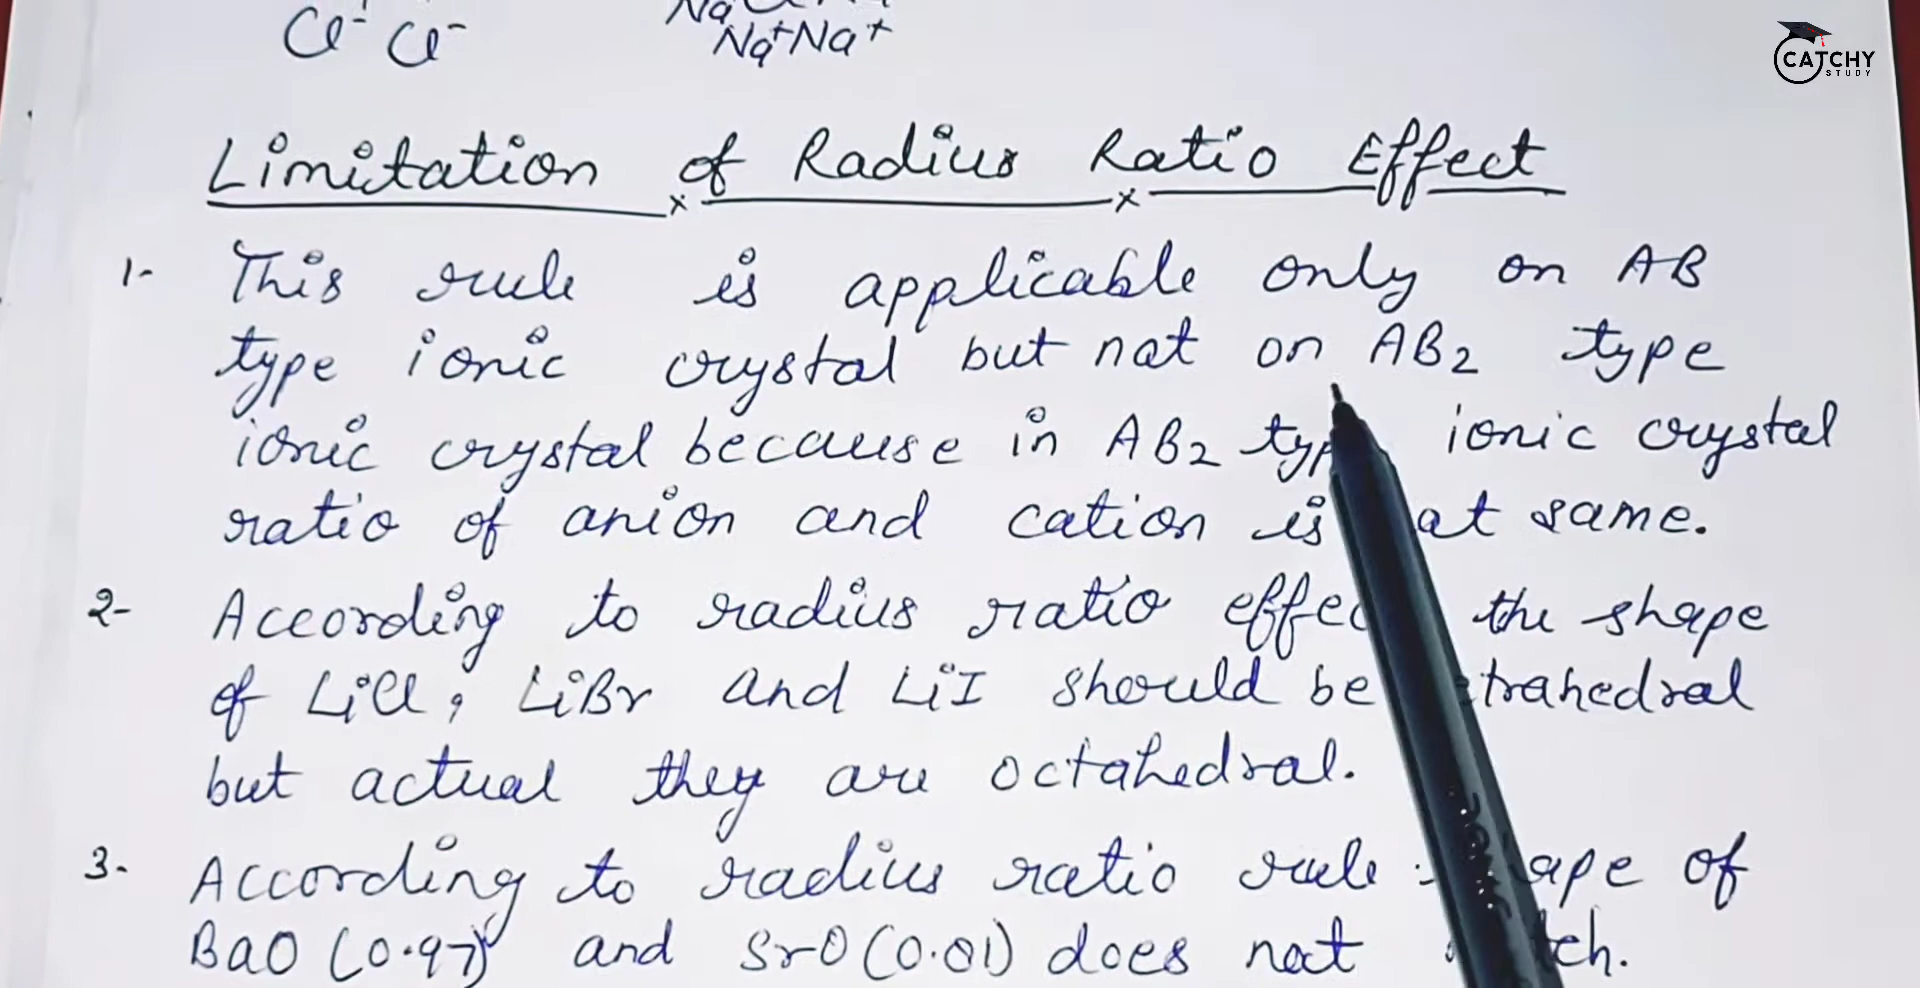 Cl⁻ Cl⁻
Na⁺Na⁺
CATCHY
STUDY
Limitation of Radius Ratio Effect
1- This rule is applicable only on AB
type ionic crystal but not on AB₂ type
ionic crystal because in AB₂ ionic crystal
ratio of anion and cation is same.
2- According to radius ratio the shape
of LiCl, LiBr and LiI should be
but actual they are octahedral.
3- According to radius ratio rule of
BaO (0.97) and SrO (0.01) does not